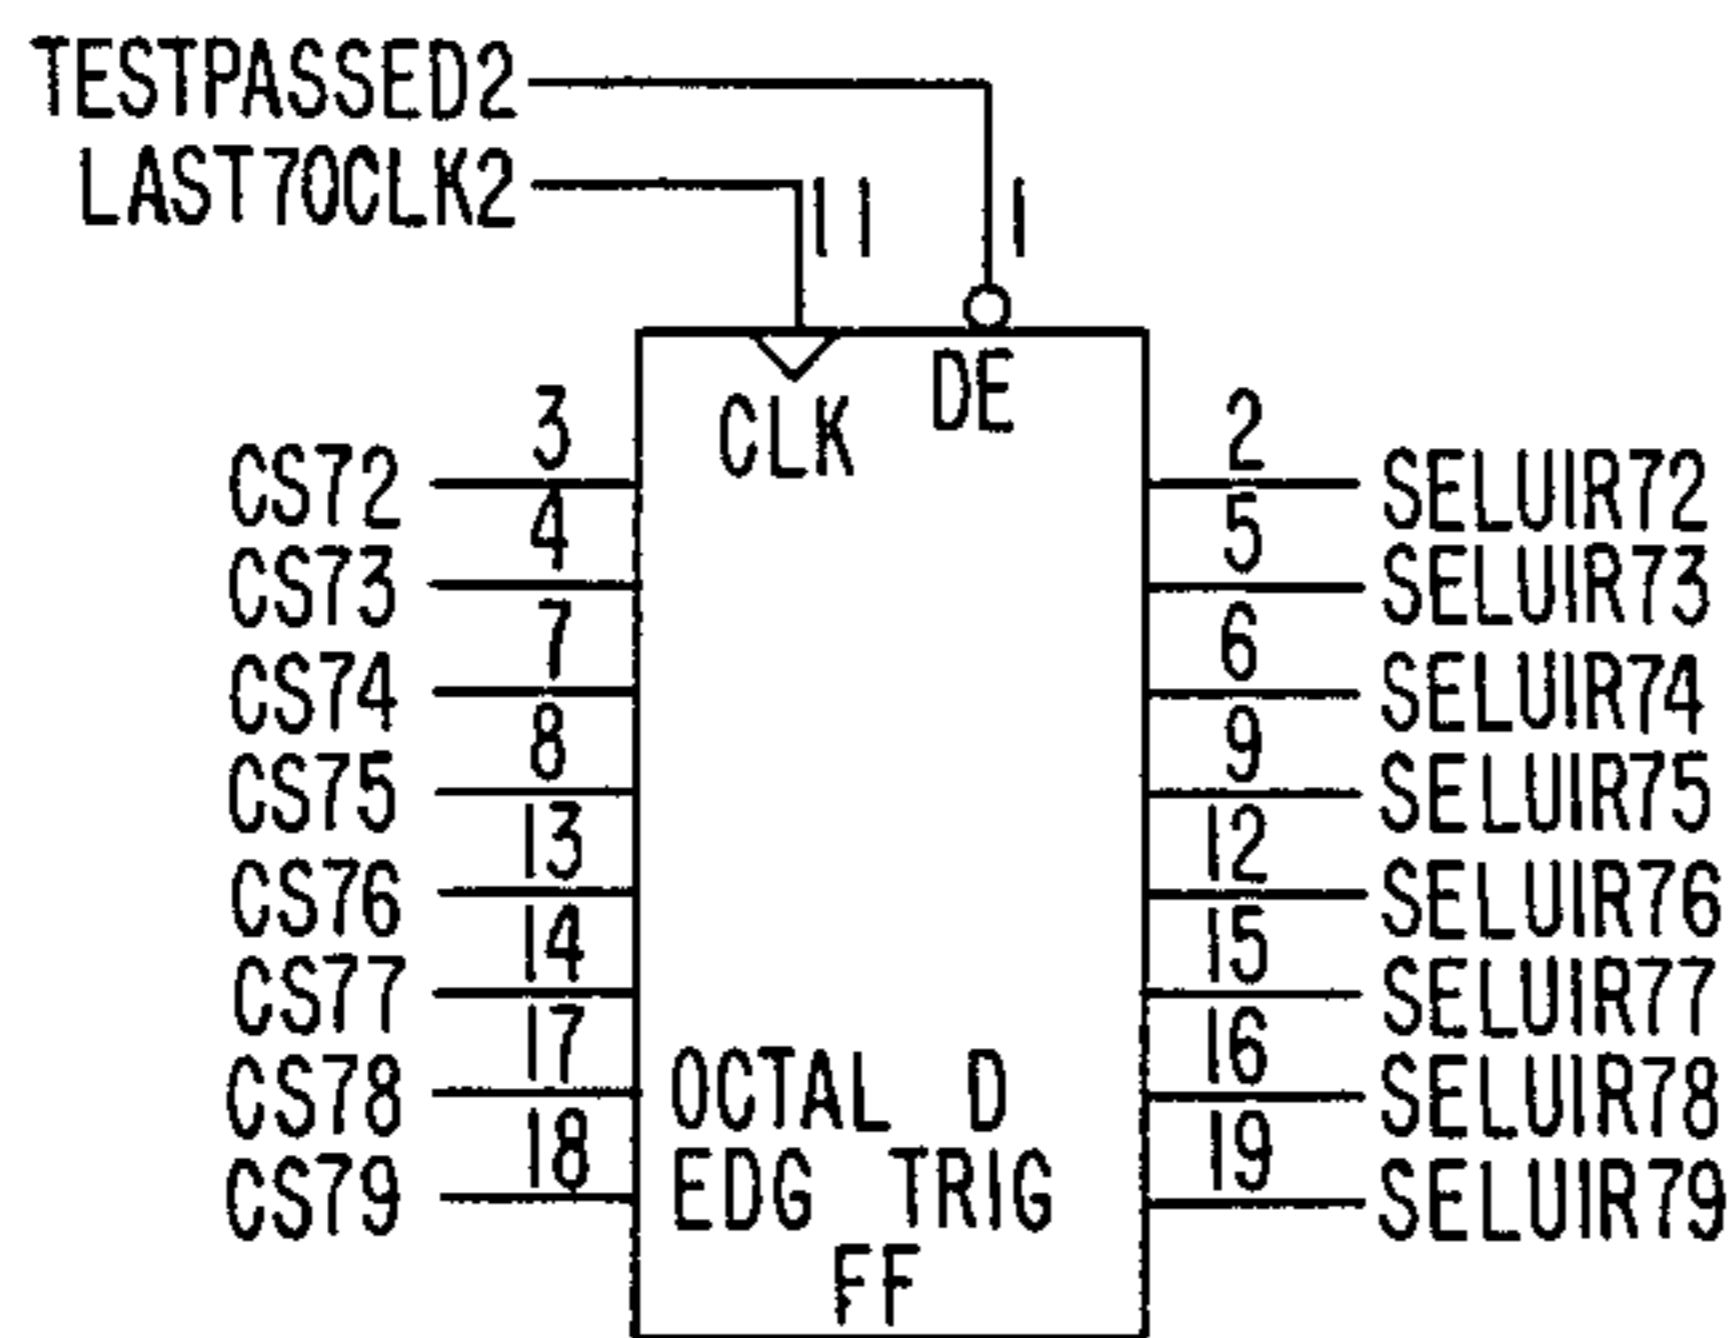 TESTPASSED2
LAST70CLK2
11 1
CLK DE
3 2
CS72 SELUIR72
4 5
CS73 SELUIR73
7 6
CS74 SELUIR74
8 9
CS75 SELUIR75
13 12
CS76 SELUIR76
14 15
CS77 SELUIR77
17 16
CS78 OCTAL D SELUIR78
18 19
CS79 EDG TRIG SELUIR79
FF